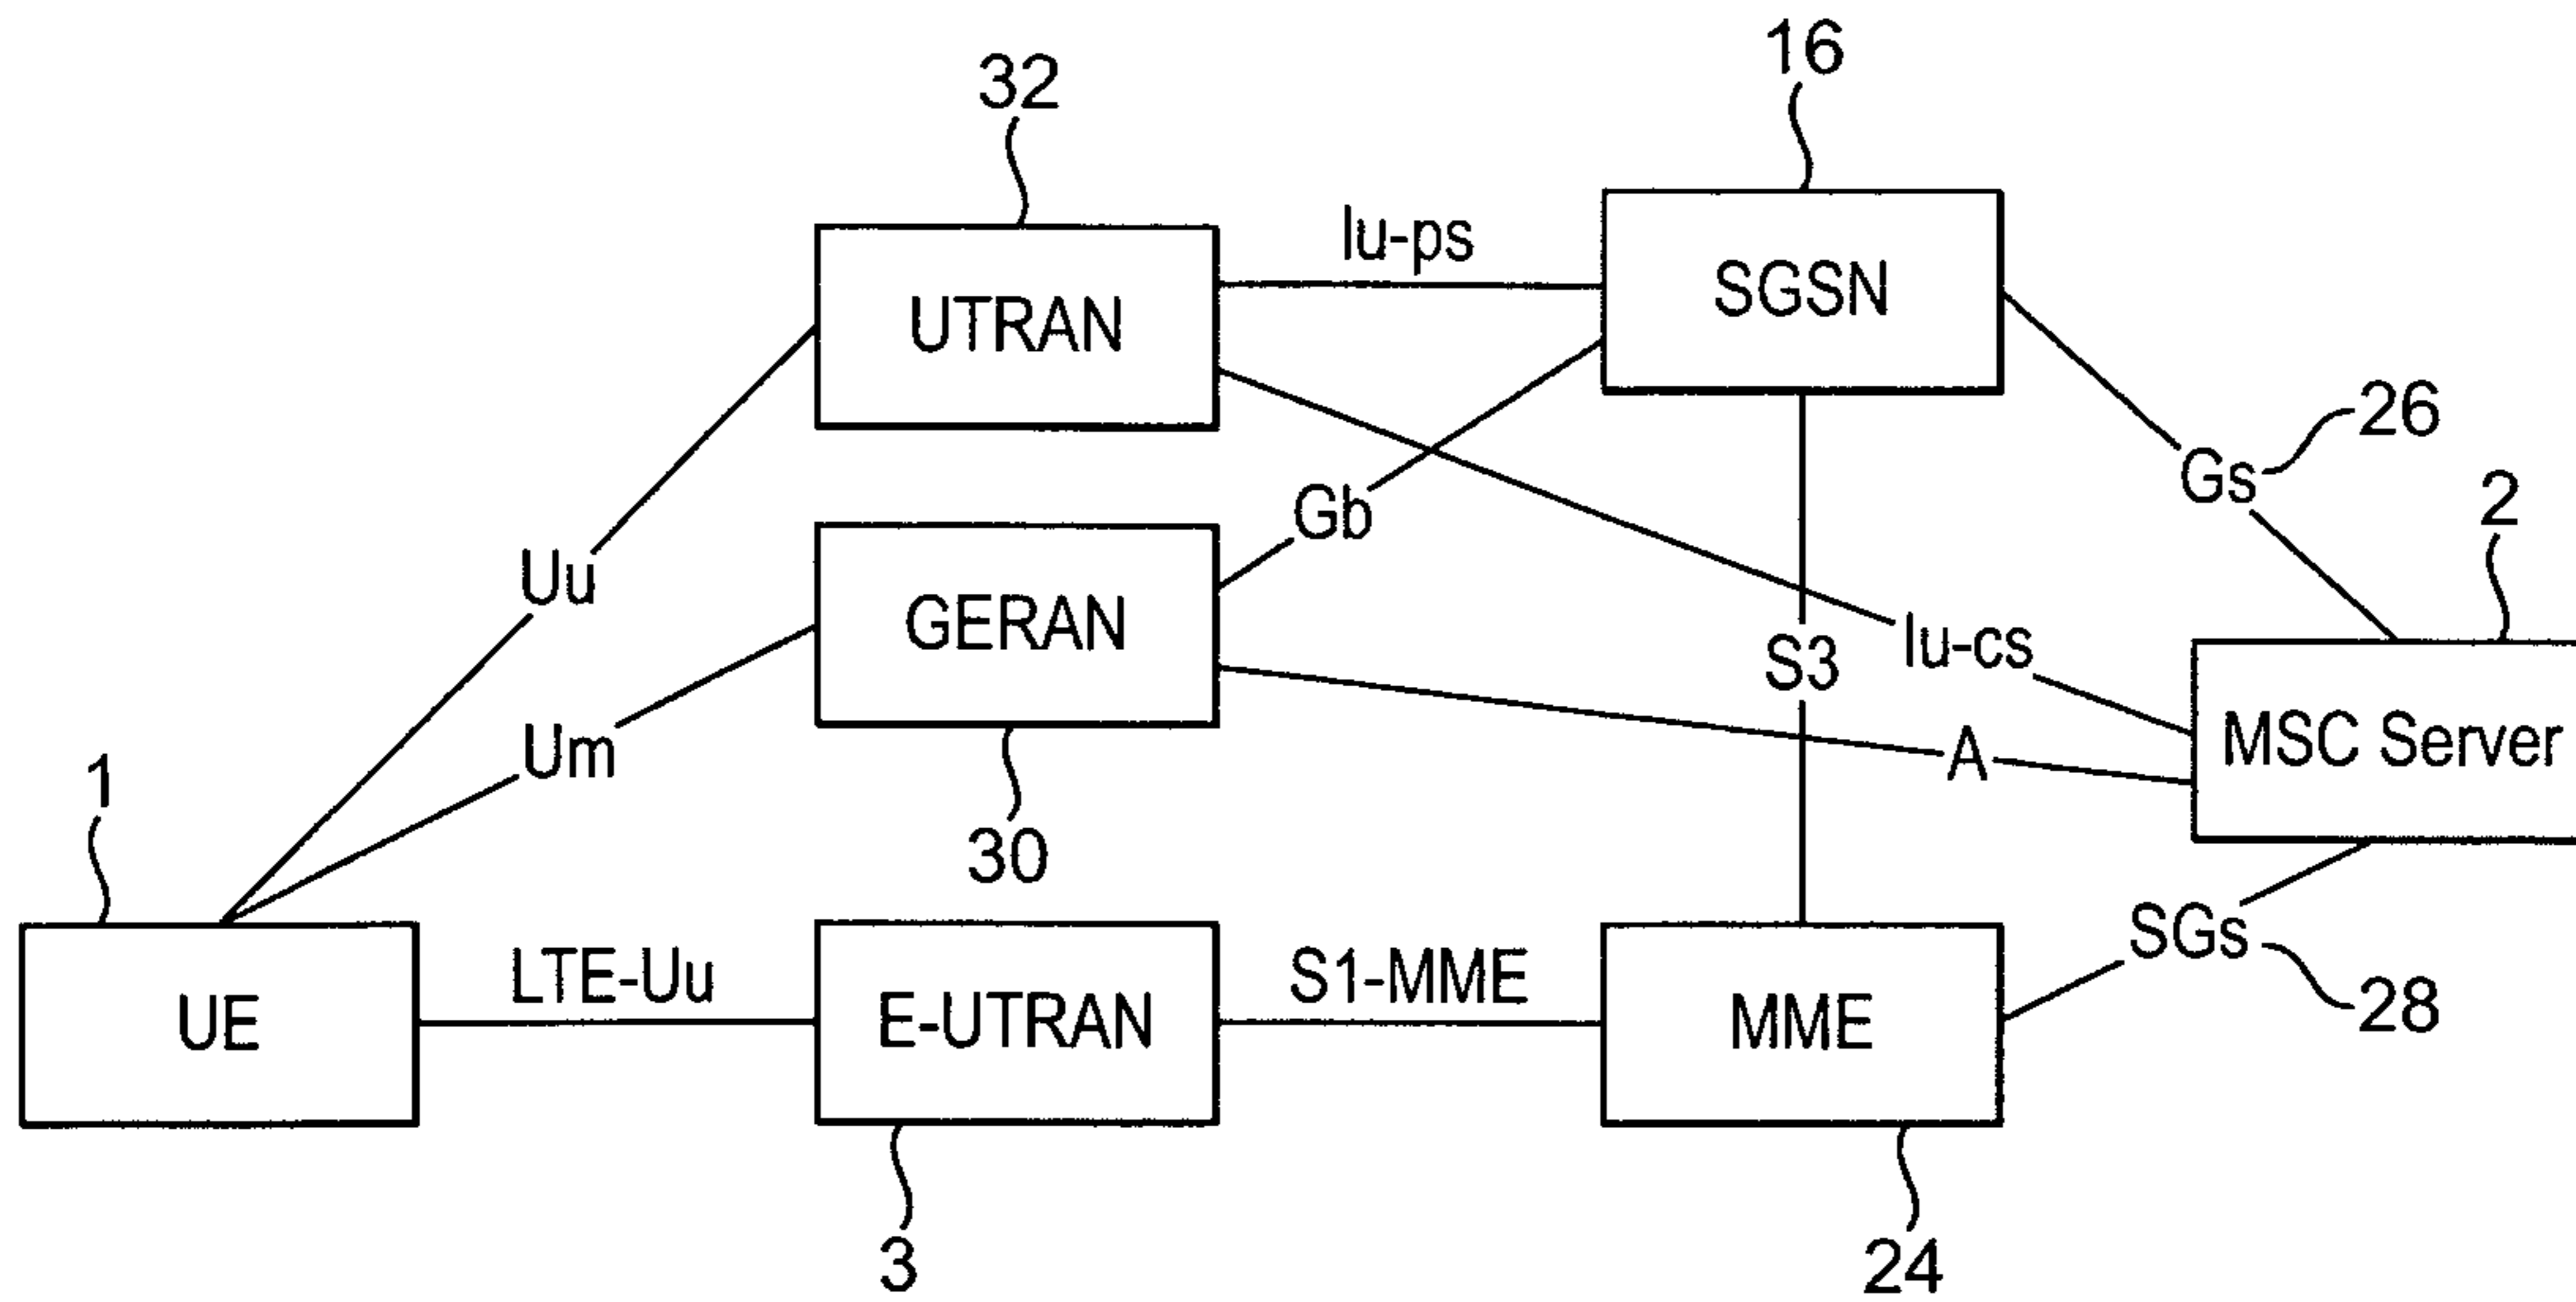 32
16
Iu-ps
UTRAN
SGSN
26
Gs
2
Gb
Uu
GERAN
Iu-cs
S3
Um
A
MSC Server
1
30
LTE-Uu
S1-MME
SGs
UE
E-UTRAN
MME
28
3
24